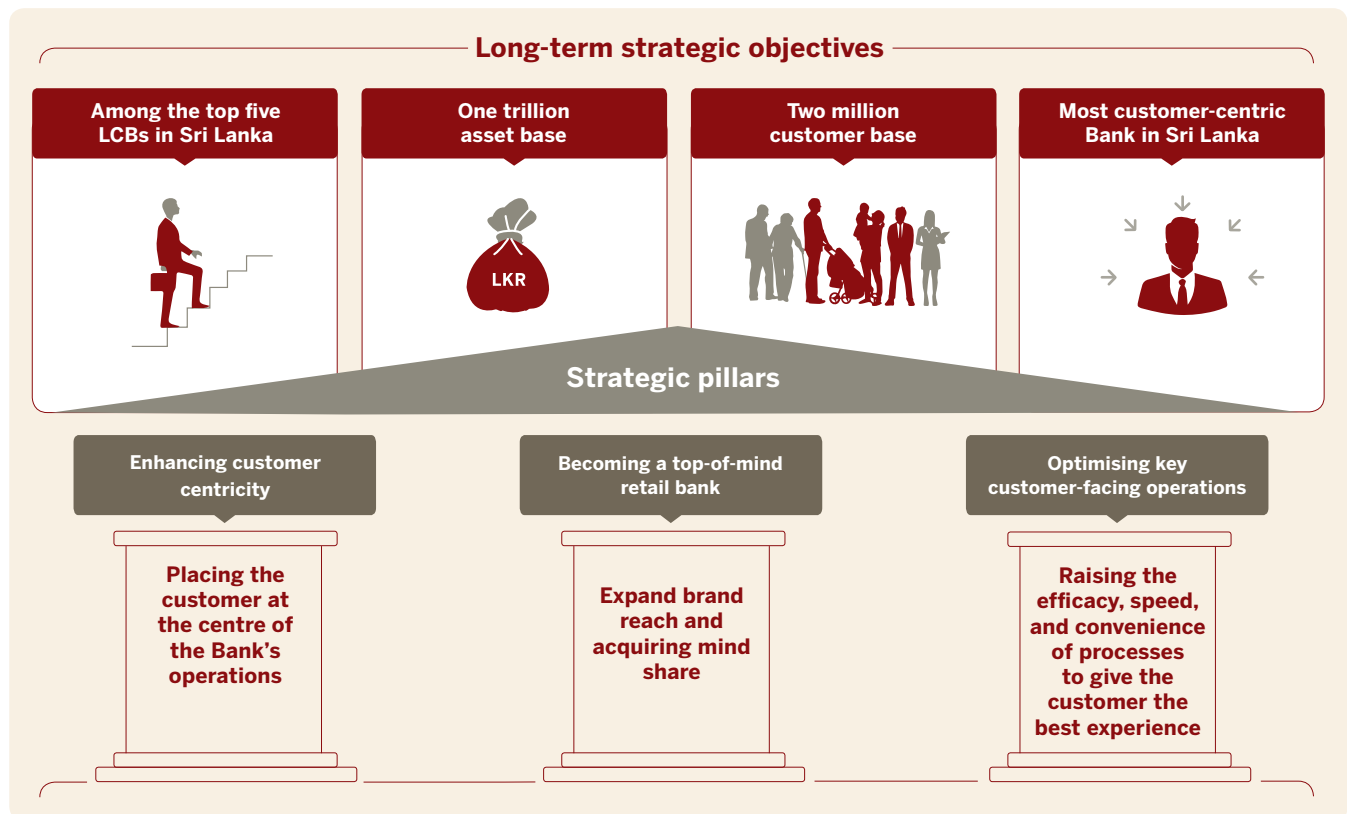 Long-term strategic objectives
Among the top five
LCBs in Sri Lanka
One trillion
asset base
Two million
customer base
Most customer-centric
Bank in Sri Lanka
LKR
Strategic pillars
Enhancing customer
centricity
Becoming a top-of-mind
retail bank
Optimising key
customer-facing operations
Placing the
customer at
the centre of
the Bank’s
operations
Expand brand
reach and
acquiring mind
share
Raising the
efficacy, speed,
and convenience
of processes
to give the
customer the
best experience